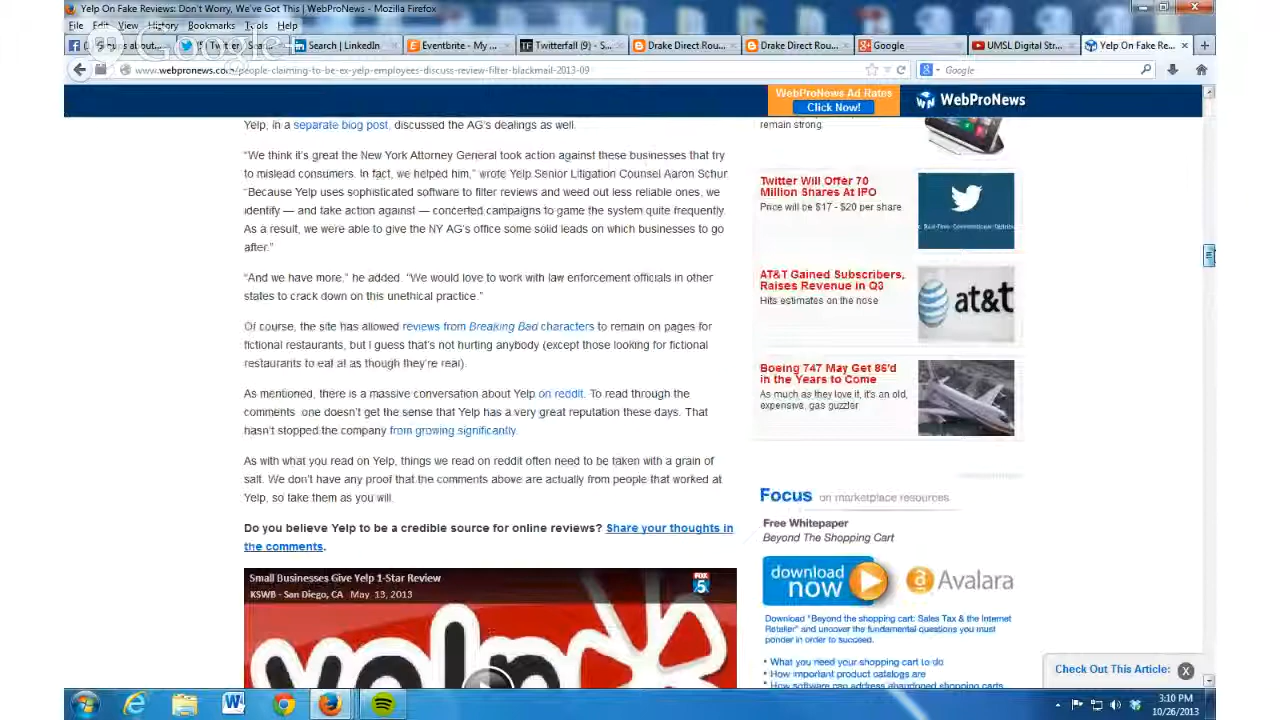 Yelp On Fake Reviews: Don't Worry, We've Got This | WebProNews - Mozilla Firefox
File Edit View History Bookmarks Tools Help
Google+
Search | LinkedIn
Eventbrite - My ...
Twitterfall (9) - S...
Drake Direct Rou...
Drake Direct Rou...
Google
UMSL Digital Str...
Yelp On Fake Re...
www.webpronews.com/people-claiming-to-be-ex-yelp-employees-discuss-review-filter-blackmail-2013-09
Google
WebProNews Ad Rates
Click Now!
WebProNews
Yelp, in a separate blog post, discussed the AG's dealings as well.
“We think it's great the New York Attorney General took action against these businesses that try
to mislead consumers. In fact, we helped him,” wrote Yelp Senior Litigation Counsel Aaron Schur.
“Because Yelp uses sophisticated software to filter reviews and weed out less reliable ones, we
identify — and take action against — concerted campaigns to game the system quite frequently.
As a result, we were able to give the NY AG's office some solid leads on which businesses to go
after.”
“And we have more,” he added. “We would love to work with law enforcement officials in other
states to crack down on this unethical practice.”
Of course, the site has allowed reviews from Breaking Bad characters to remain on pages for
fictional restaurants, but I guess that's not hurting anybody (except those looking for fictional
restaurants to eat at as though they're real).
As mentioned, there is a massive conversation about Yelp on reddit. To read through the
comments one doesn't get the sense that Yelp has a very great reputation these days. That
hasn't stopped the company from growing significantly.
As with what you read on Yelp, things we read on reddit often need to be taken with a grain of
salt. We don't have any proof that the comments above are actually from people that worked at
Yelp, so take them as you will.
Do you believe Yelp to be a credible source for online reviews? Share your thoughts in
the comments.
Small Businesses Give Yelp 1-Star Review
KSWB - San Diego, CA May 13, 2013
FOX 5
yelp
remain strong.
Twitter Will Offer 70
Million Shares At IPO
Price will be $17 - $20 per share
AT&T Gained Subscribers,
Raises Revenue in Q3
Hits estimates on the nose
at&t
Boeing 747 May Get 86'd
in the Years to Come
As much as they love it, it's an old,
expensive, gas guzzler
Focus on marketplace resources
Free Whitepaper
Beyond The Shopping Cart
download
now
Avalara
Download "Beyond the shopping cart: Sales Tax & the Internet
Retailer" and uncover the fundamental questions you must
ponder in order to succeed.
• What you need your shopping cart to do
• How important product catalogs are
• How software can address abandoned shopping carts
Check Out This Article:
3:10 PM
10/26/2013